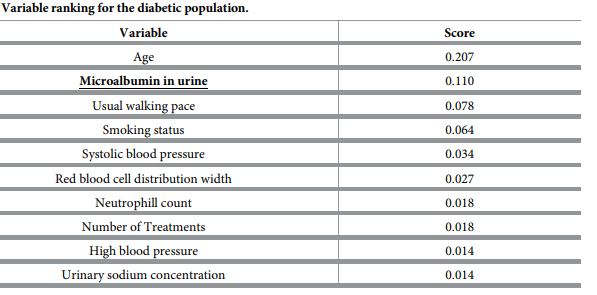 Variable ranking for the diabetic population.
Variable Score
Age 0.207
Microalbumin in urine 0.110
Usual walking pace 0.078
Smoking status 0.064
Systolic blood pressure 0.034
Red blood cell distribution width 0.027
Neutrophill count 0.018
Number of Treatments 0.018
High blood pressure 0.014
Urinary sodium concentration 0.014